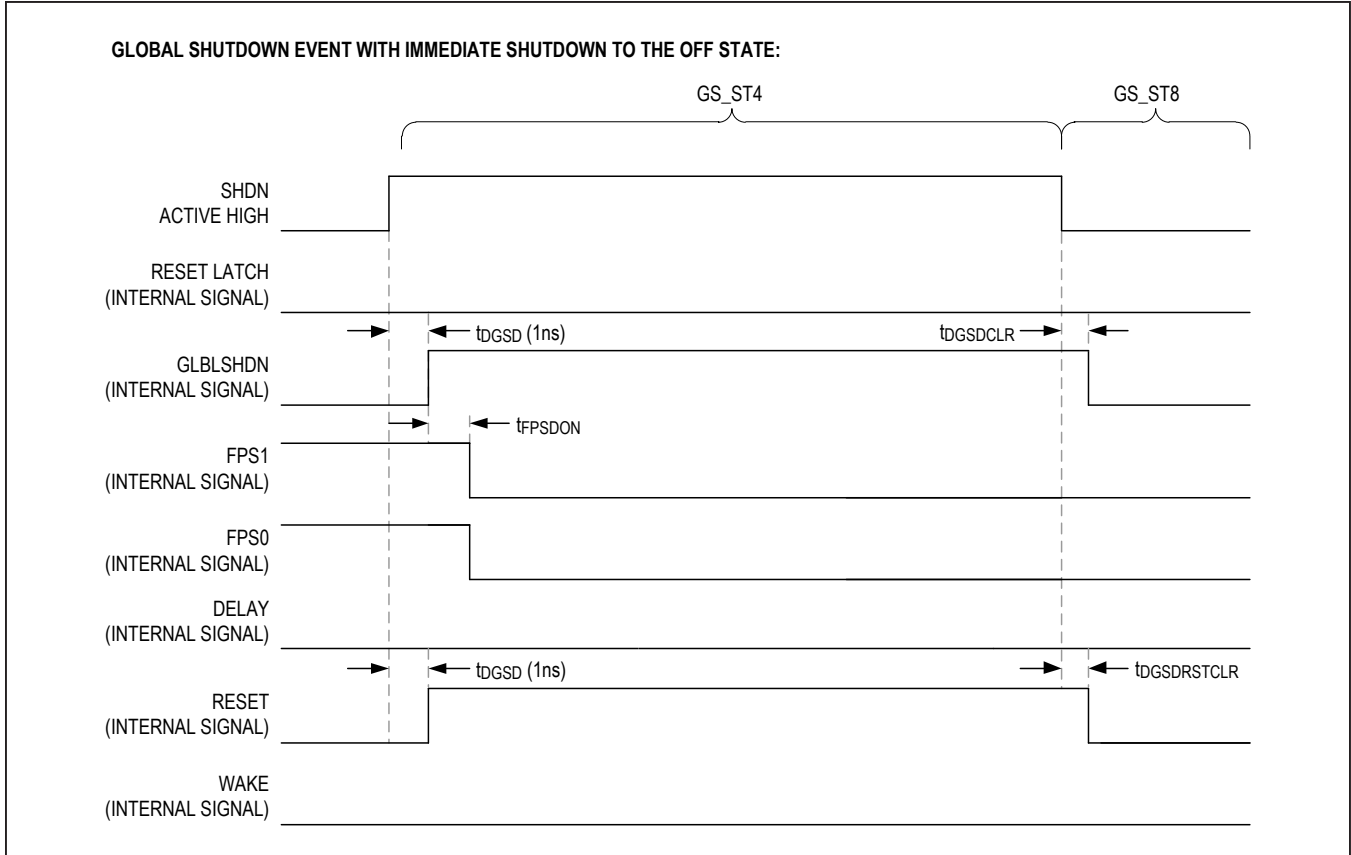 GLOBAL SHUTDOWN EVENT WITH IMMEDIATE SHUTDOWN TO THE OFF STATE:
GS_ST4 GS_ST8
SHDN
ACTIVE HIGH
RESET LATCH
(INTERNAL SIGNAL)
tDGSD (1ns) tDGSDCLR
GLBLSHDN
(INTERNAL SIGNAL)
tFPSDON
FPS1
(INTERNAL SIGNAL)
FPS0
(INTERNAL SIGNAL)
DELAY
(INTERNAL SIGNAL)
tDGSD (1ns) tDGSDRSTCLR
RESET
(INTERNAL SIGNAL)
WAKE
(INTERNAL SIGNAL)